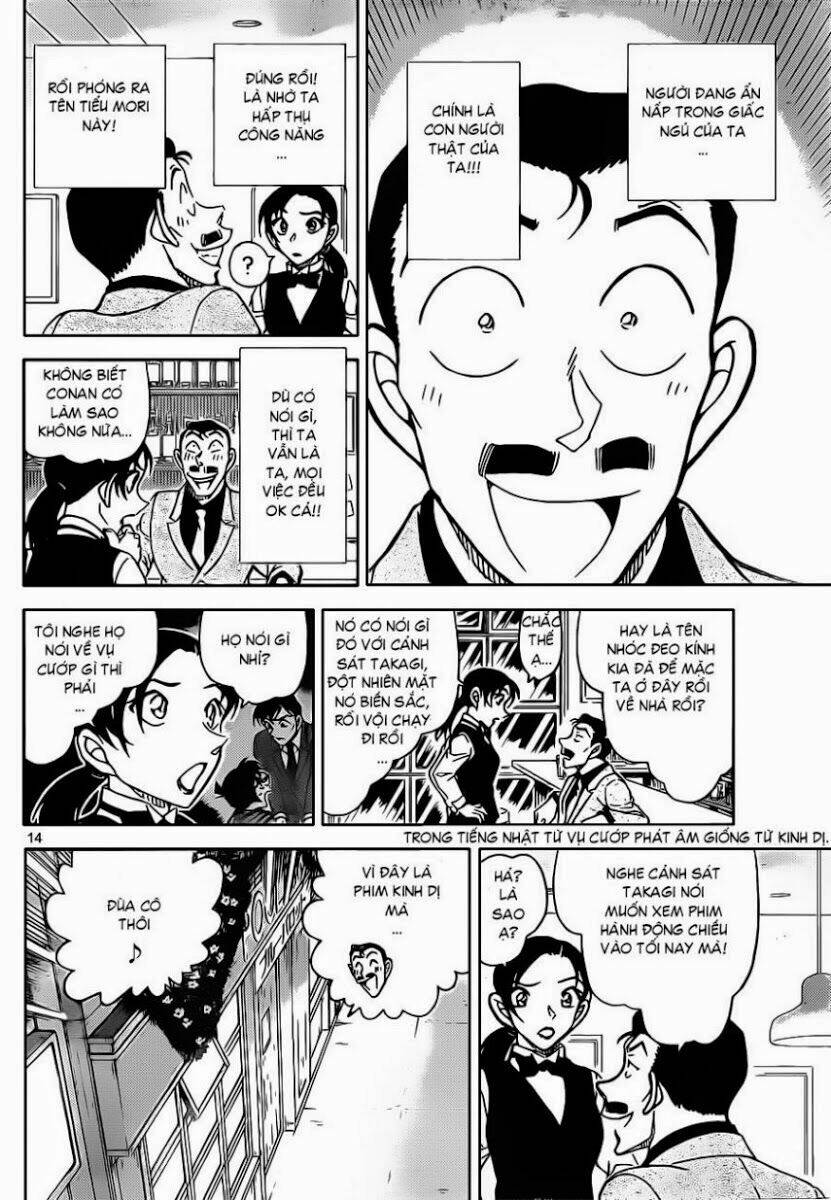 NGƯỜI ĐANG ẨN
NẤP TRONG GIẤC
NGỦ CỦA TA
...
CHÍNH LÀ
CON NGƯỜI
THẬT CỦA
TA!!!
ĐÚNG RỒI!
LÀ NHỜ TA
HẤP THỤ
CÔNG NĂNG
...
RỒI PHÓNG RA
TÊN TIỂU MORI
NÀY!
?
DÙ CÓ
NÓI GÌ,
THÌ TA
VẪN LÀ
TA, MỌI
VIỆC ĐỀU
OK CẢ!!
KHÔNG BIẾT
CONAN CÓ
LÀM SAO
KHÔNG NỮA...
HAY LÀ TÊN
NHÓC ĐEO KÍNH
KIA ĐÃ ĐỂ MẶC
TA Ở ĐÂY RỒI
VỀ NHÀ RỒI?
CHẮC
THẾ
Ạ...
NÓ CÓ NÓI GÌ
ĐÓ VỚI CẢNH
SÁT TAKAGI,
ĐỘT NHIÊN MẶT
NÓ BIẾN SẮC,
RỒI VỘI CHẠY
ĐI RỒI
...
HỌ NÓI GÌ
NHỈ?
TÔI NGHE HỌ
NÓI VỀ VỤ
CƯỚP GÌ THÌ
PHẢI
...
14
TRONG TIẾNG NHẬT TỪ VỤ CƯỚP PHÁT ÂM GIỐNG TỪ KINH DỊ.
NGHE CẢNH SÁT
TAKAGI NÓI
MUỐN XEM PHIM
HÀNH ĐỘNG CHIẾU
VÀO TỐI NAY MÀ!
HẢ?
LÀ
SAO
Ạ?
VÌ ĐÂY LÀ
PHIM KINH DỊ
MÀ
...
ĐÙA CÔ
THÔI
♪